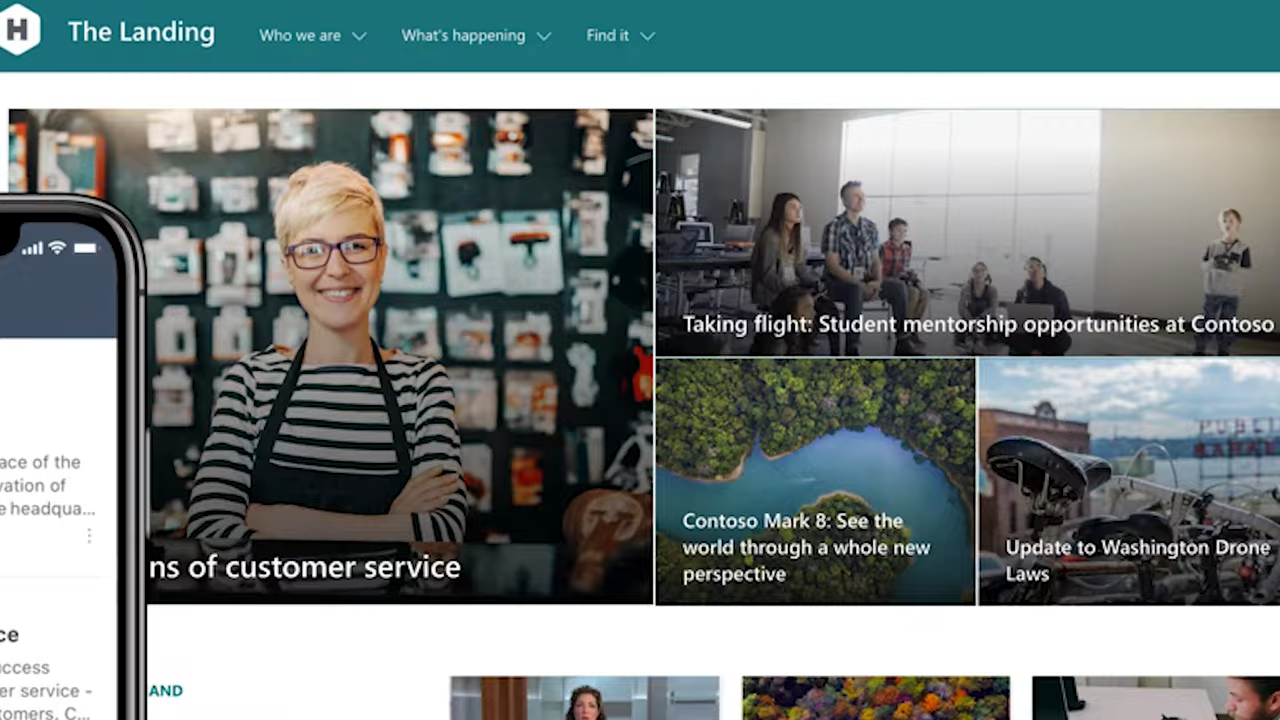 H
The Landing
Who we are
What's happening
Find it
Taking flight: Student mentorship opportunities at Contoso
ns of customer service
Contoso Mark 8: See the
world through a whole new
perspective
PUBLIC
Update to Washington Drone
Laws
ace of the
vation of
e headqua...
ce
uccess
er service -
tomers. C...
AND